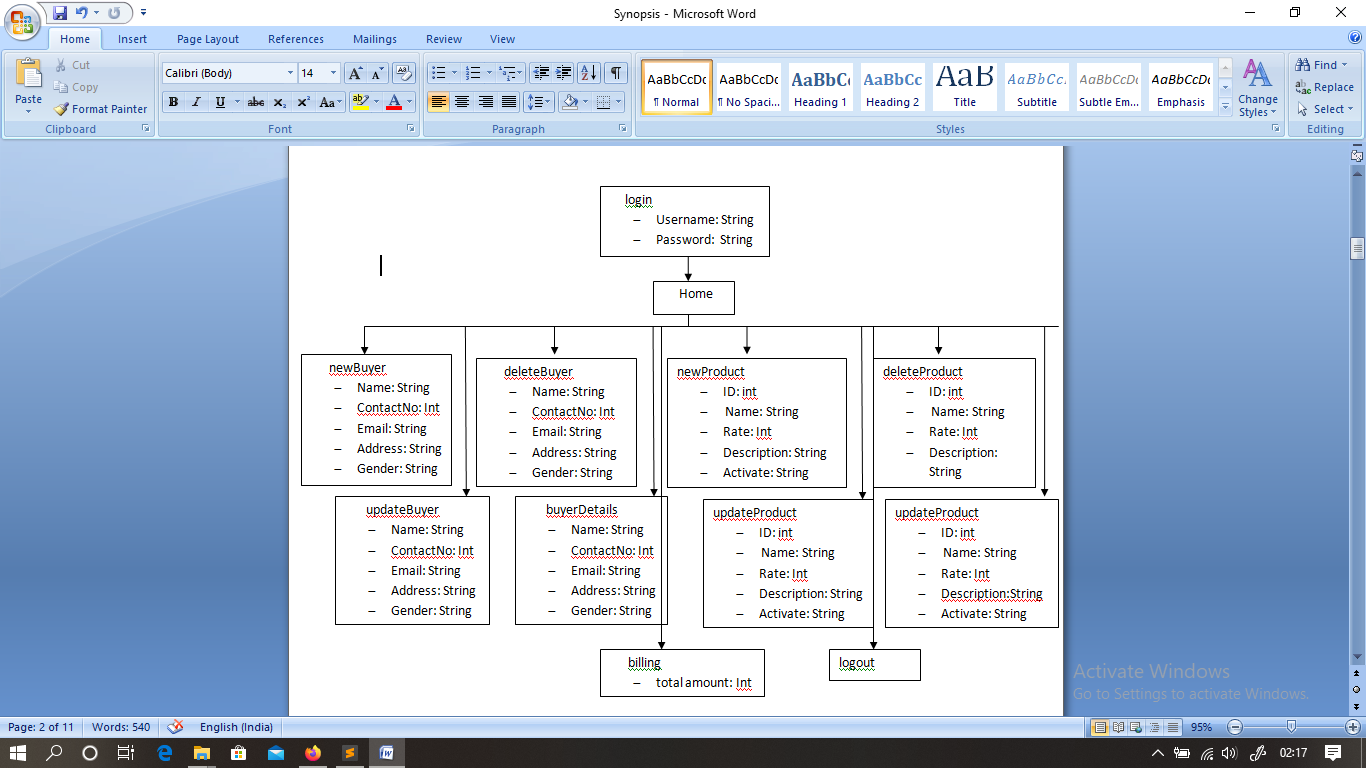 Synopsis - Microsoft Word
Home Insert Page Layout References Mailings Review View
Paste
Cut
Copy
Format Painter
Clipboard
Calibri (Body) 14
B I U abc x₂ x² Aa
Font
Paragraph
AaBbCcDc AaBbCcDc AaBbC AaBbCc AaB AaBbCc. AaBbCcDc AaBbCcDc
¶ Normal ¶ No Spaci... Heading 1 Heading 2 Title Subtitle Subtle Em... Emphasis
Change
Styles
Styles
Find
Replace
Select
Editing
login
– Username: String
– Password: String
Home
newBuyer
– Name: String
– ContactNo: Int
– Email: String
– Address: String
– Gender: String
deleteBuyer
– Name: String
– ContactNo: Int
– Email: String
– Address: String
– Gender: String
newProduct
– ID: int
– Name: String
– Rate: Int
– Description: String
– Activate: String
deleteProduct
– ID: int
– Name: String
– Rate: Int
– Description:
String
updateBuyer
– Name: String
– ContactNo: Int
– Email: String
– Address: String
– Gender: String
buyerDetails
– Name: String
– ContactNo: Int
– Email: String
– Address: String
– Gender: String
updateProduct
– ID: int
– Name: String
– Rate: Int
– Description: String
– Activate: String
updateProduct
– ID: int
– Name: String
– Rate: Int
– Description:String
– Activate: String
billing
– total amount: Int
logout
Activate Windows
Go to Settings to activate Windows.
Page: 2 of 11 Words: 540 English (India) 95%
02:17